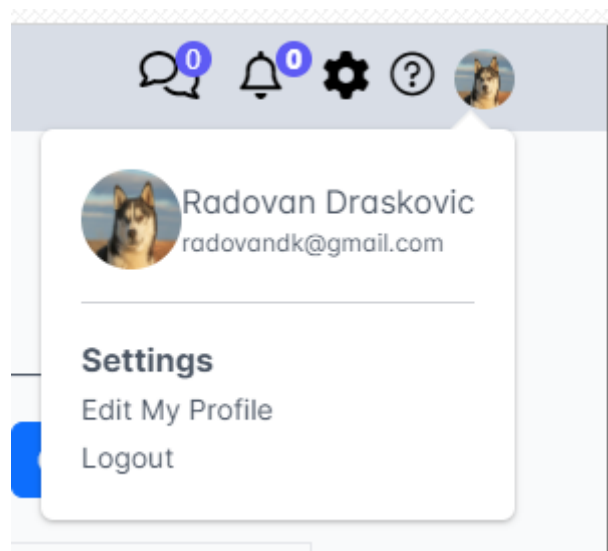 0
0
?
Radovan Draskovic
radovandk@gmail.com
Settings
Edit My Profile
Logout